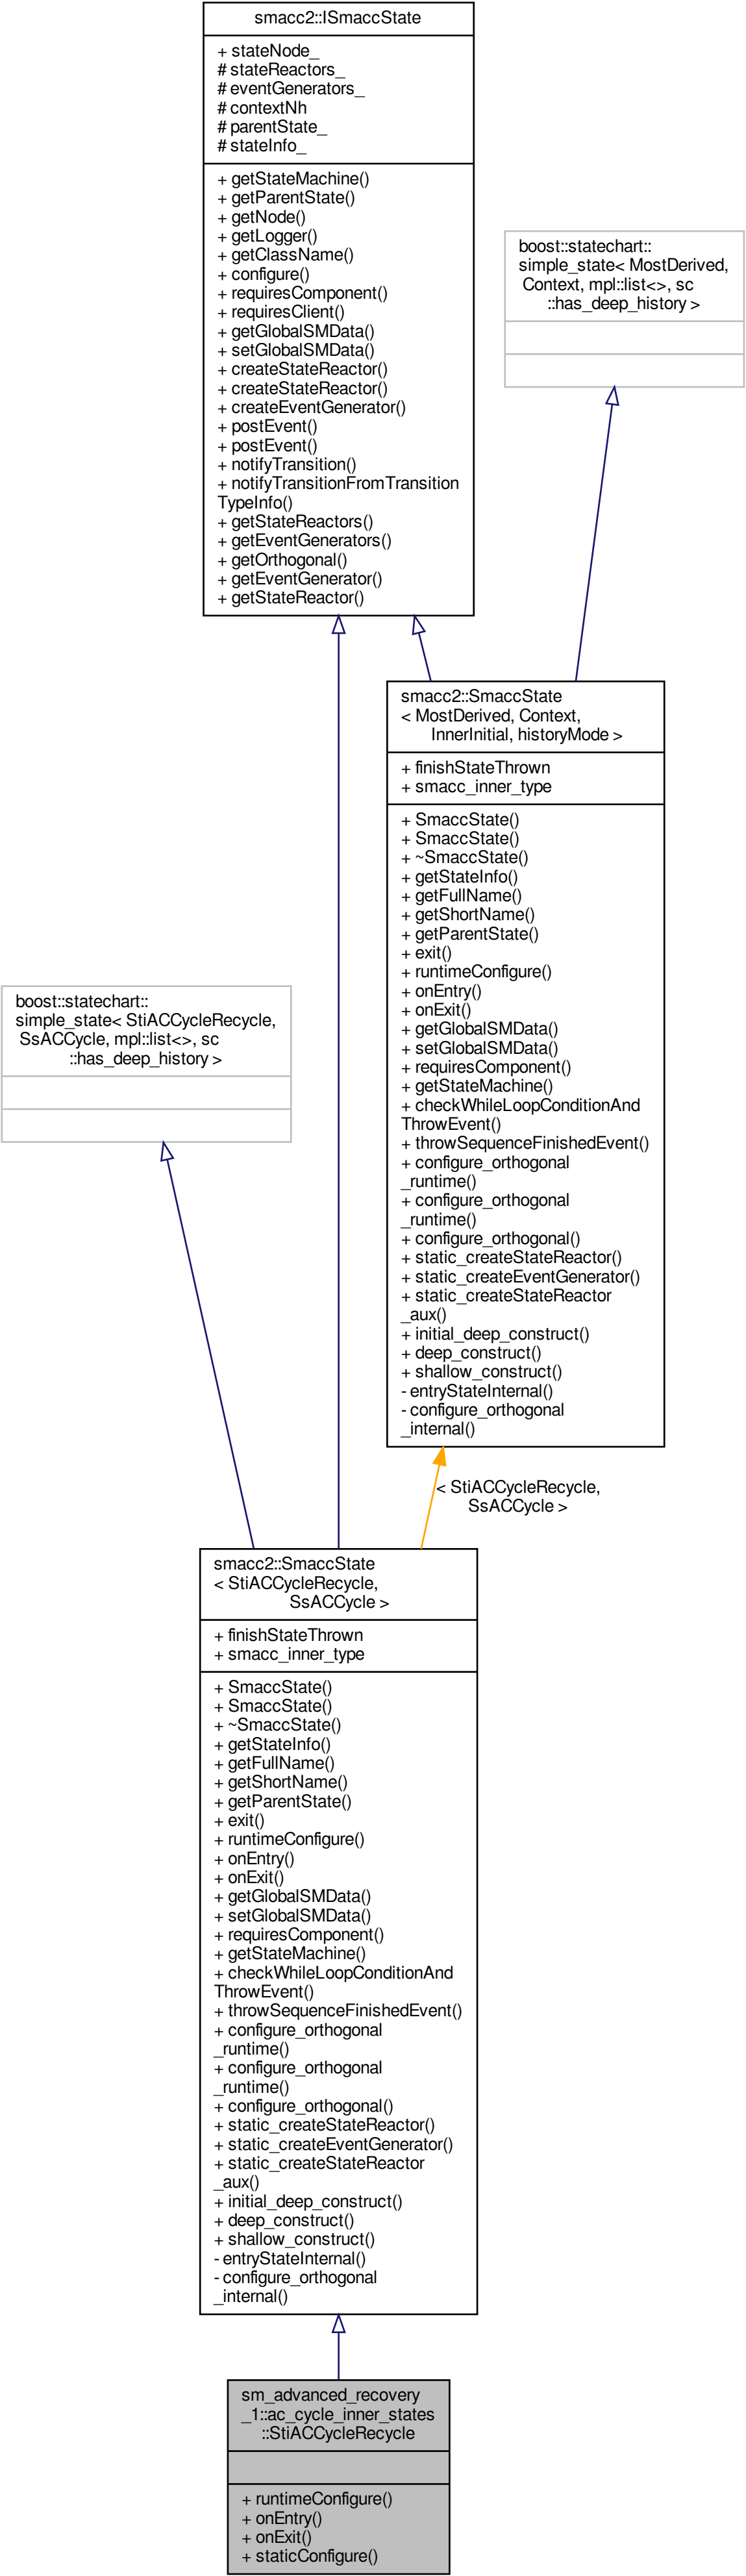 smacc2::ISmaccState
+ stateNode_
# stateReactors_
# eventGenerators_
# contextNh
# parentState_
# stateInfo_
+ getStateMachine()
+ getParentState()
+ getNode()
+ getLogger()
+ getClassName()
+ configure()
+ requiresComponent()
+ requiresClient()
+ getGlobalSMData()
+ setGlobalSMData()
+ createStateReactor()
+ createStateReactor()
+ createEventGenerator()
+ postEvent()
+ postEvent()
+ notifyTransition()
+ notifyTransitionFromTransition
TypeInfo()
+ getStateReactors()
+ getEventGenerators()
+ getOrthogonal()
+ getEventGenerator()
+ getStateReactor()
boost::statechart::
simple_state< MostDerived,
Context, mpl::list<>, sc
::has_deep_history >
smacc2::SmaccState
< MostDerived, Context,
InnerInitial, historyMode >
+ finishStateThrown
+ smacc_inner_type
+ SmaccState()
+ SmaccState()
+ ~SmaccState()
+ getStateInfo()
+ getFullName()
+ getShortName()
+ getParentState()
+ exit()
+ runtimeConfigure()
+ onEntry()
+ onExit()
+ getGlobalSMData()
+ setGlobalSMData()
+ requiresComponent()
+ getStateMachine()
+ checkWhileLoopConditionAnd
ThrowEvent()
+ throwSequenceFinishedEvent()
+ configure_orthogonal
_runtime()
+ configure_orthogonal
_runtime()
+ configure_orthogonal()
+ static_createStateReactor()
+ static_createEventGenerator()
+ static_createStateReactor
_aux()
+ initial_deep_construct()
+ deep_construct()
+ shallow_construct()
- entryStateInternal()
- configure_orthogonal
_internal()
boost::statechart::
simple_state< StiACCycleRecycle,
SsACCycle, mpl::list<>, sc
::has_deep_history >
< StiACCycleRecycle,
SsACCycle >
smacc2::SmaccState
< StiACCycleRecycle,
SsACCycle >
+ finishStateThrown
+ smacc_inner_type
+ SmaccState()
+ SmaccState()
+ ~SmaccState()
+ getStateInfo()
+ getFullName()
+ getShortName()
+ getParentState()
+ exit()
+ runtimeConfigure()
+ onEntry()
+ onExit()
+ getGlobalSMData()
+ setGlobalSMData()
+ requiresComponent()
+ getStateMachine()
+ checkWhileLoopConditionAnd
ThrowEvent()
+ throwSequenceFinishedEvent()
+ configure_orthogonal
_runtime()
+ configure_orthogonal
_runtime()
+ configure_orthogonal()
+ static_createStateReactor()
+ static_createEventGenerator()
+ static_createStateReactor
_aux()
+ initial_deep_construct()
+ deep_construct()
+ shallow_construct()
- entryStateInternal()
- configure_orthogonal
_internal()
sm_advanced_recovery
_1::ac_cycle_inner_states
::StiACCycleRecycle
+ runtimeConfigure()
+ onEntry()
+ onExit()
+ staticConfigure()